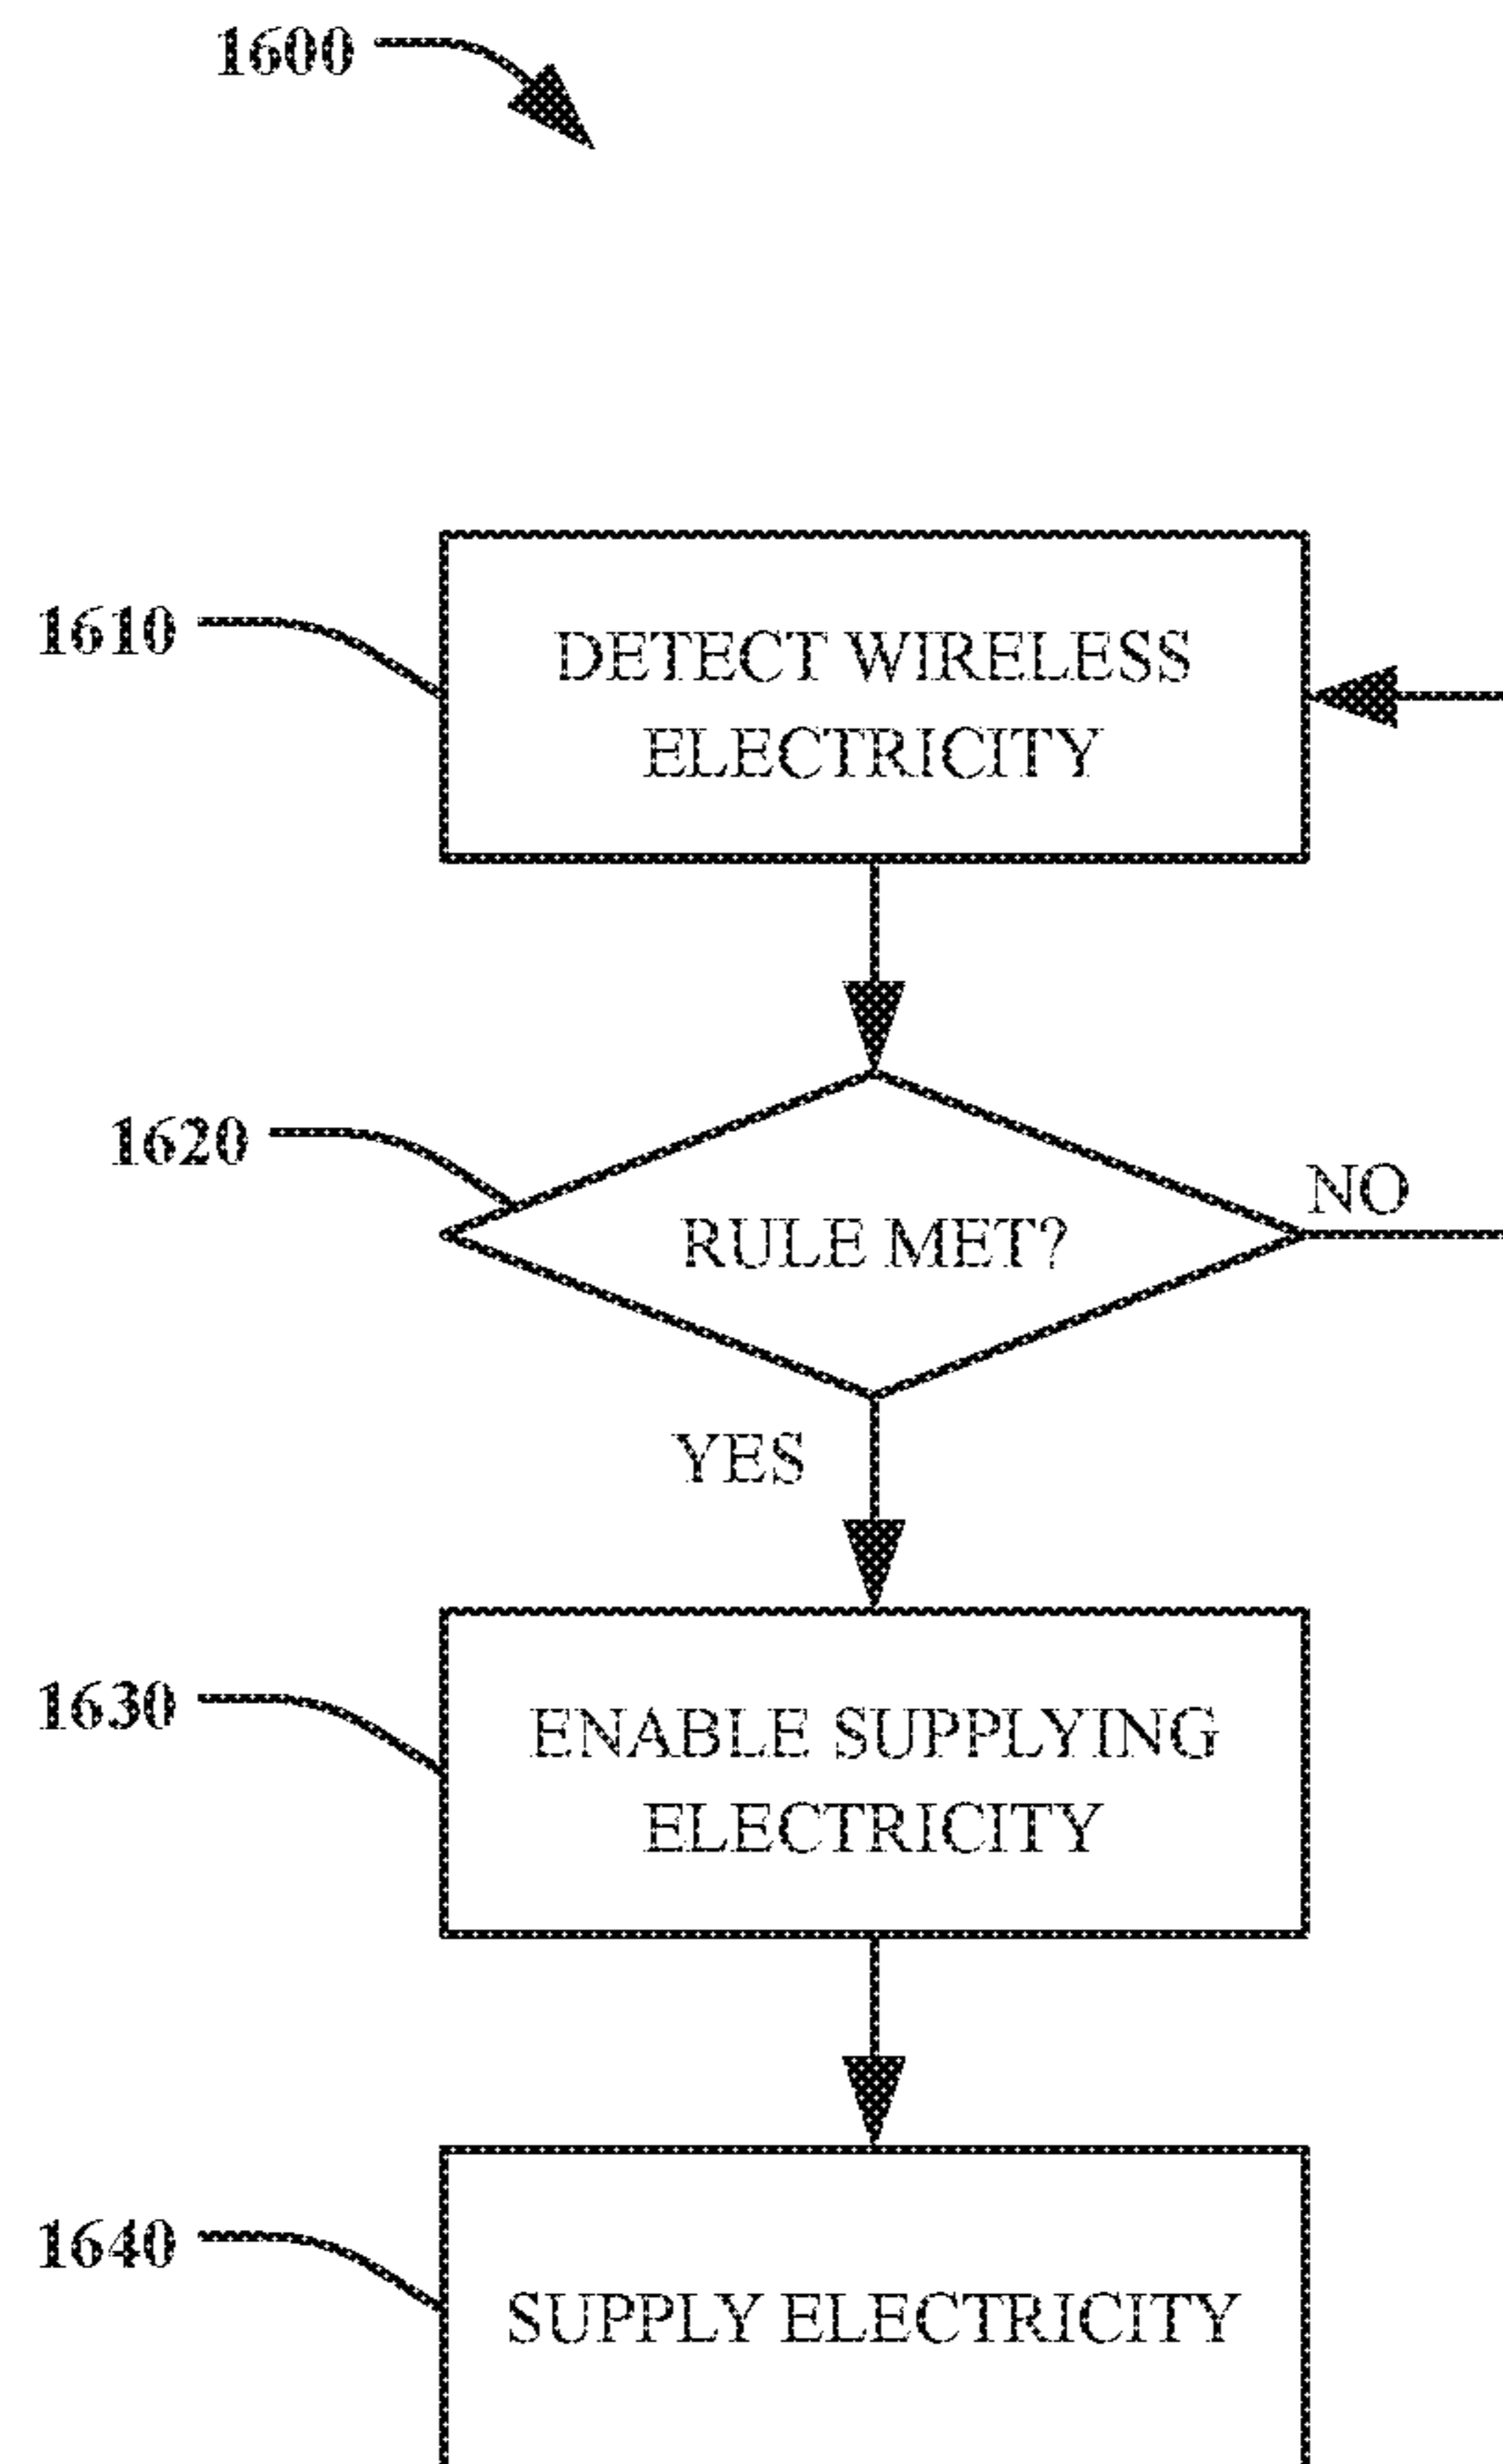 1600
1610
DETECT WIRELESS
ELECTRICITY
1620
NO
RULE MET?
YES
1630
ENABLE SUPPLYING
ELECTRICITY
1640
SUPPLY ELECTRICITY